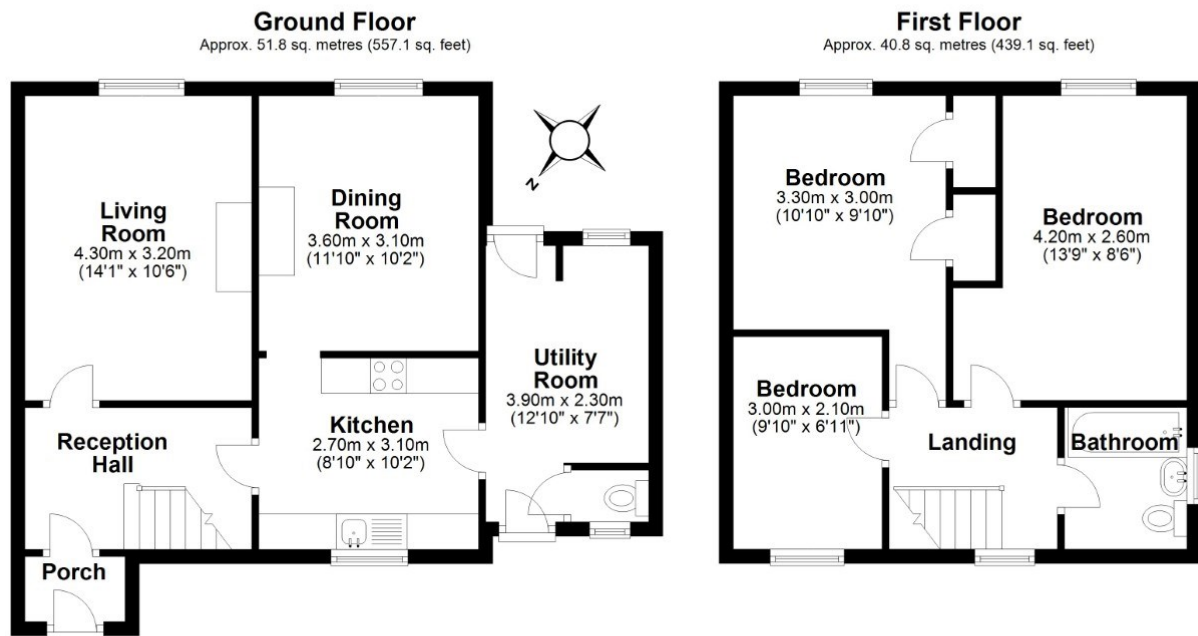 Ground Floor
Approx. 51.8 sq. metres (557.1 sq. feet)
Living
Room
4.30m x 3.20m
(14'1" x 10'6")
Dining
Room
3.60m x 3.10m
(11'10" x 10'2")
N
Utility
Room
3.90m x 2.30m
(12'10" x 7'7")
Kitchen
2.70m x 3.10m
(8'10" x 10'2")
Reception
Hall
Porch
First Floor
Approx. 40.8 sq. metres (439.1 sq. feet)
Bedroom
3.30m x 3.00m
(10'10" x 9'10")
Bedroom
4.20m x 2.60m
(13'9" x 8'6")
Bedroom
3.00m x 2.10m
(9'10" x 6'11")
Landing
Bathroom